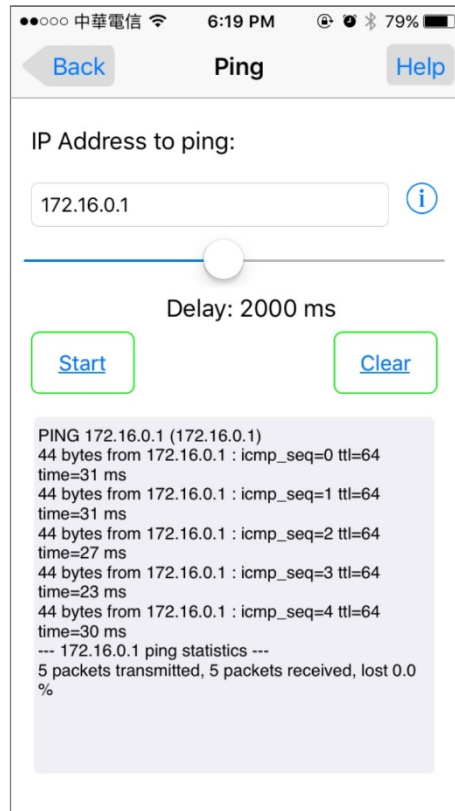 中華電信 6:19 PM 79%
Back Ping Help
IP Address to ping:
172.16.0.1 i
Delay: 2000 ms
Start Clear
PING 172.16.0.1 (172.16.0.1)
44 bytes from 172.16.0.1 : icmp_seq=0 ttl=64
time=31 ms
44 bytes from 172.16.0.1 : icmp_seq=1 ttl=64
time=31 ms
44 bytes from 172.16.0.1 : icmp_seq=2 ttl=64
time=27 ms
44 bytes from 172.16.0.1 : icmp_seq=3 ttl=64
time=23 ms
44 bytes from 172.16.0.1 : icmp_seq=4 ttl=64
time=30 ms
--- 172.16.0.1 ping statistics ---
5 packets transmitted, 5 packets received, lost 0.0
%